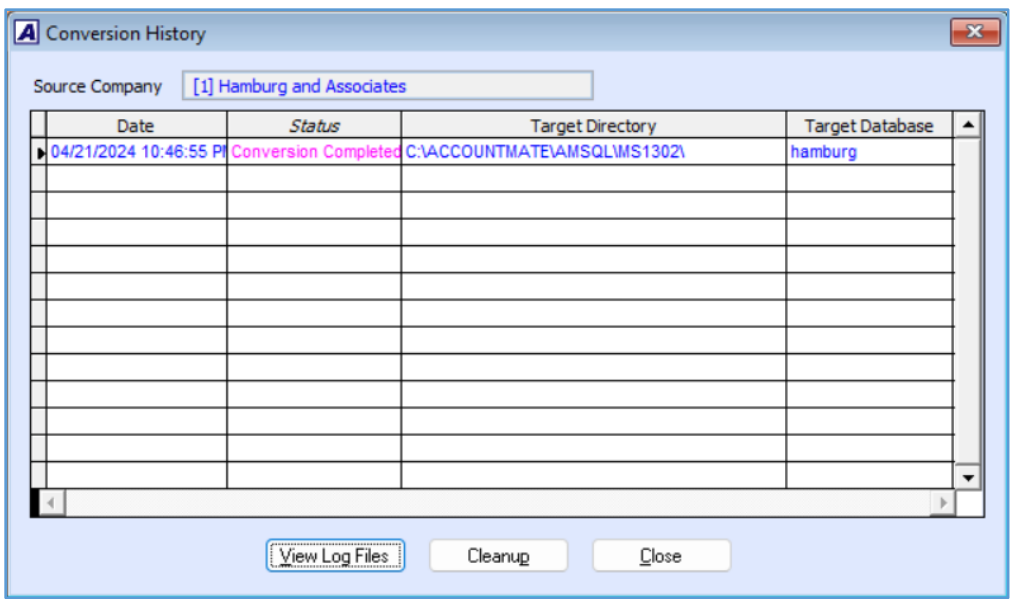 A Conversion History
Source Company [1] Hamburg and Associates
Date Status Target Directory Target Database
04/21/2024 10:46:55 PM Conversion Completed C:\ACCOUNTMATE\AMSQL\MS1302\ hamburg
View Log Files Cleanup Close